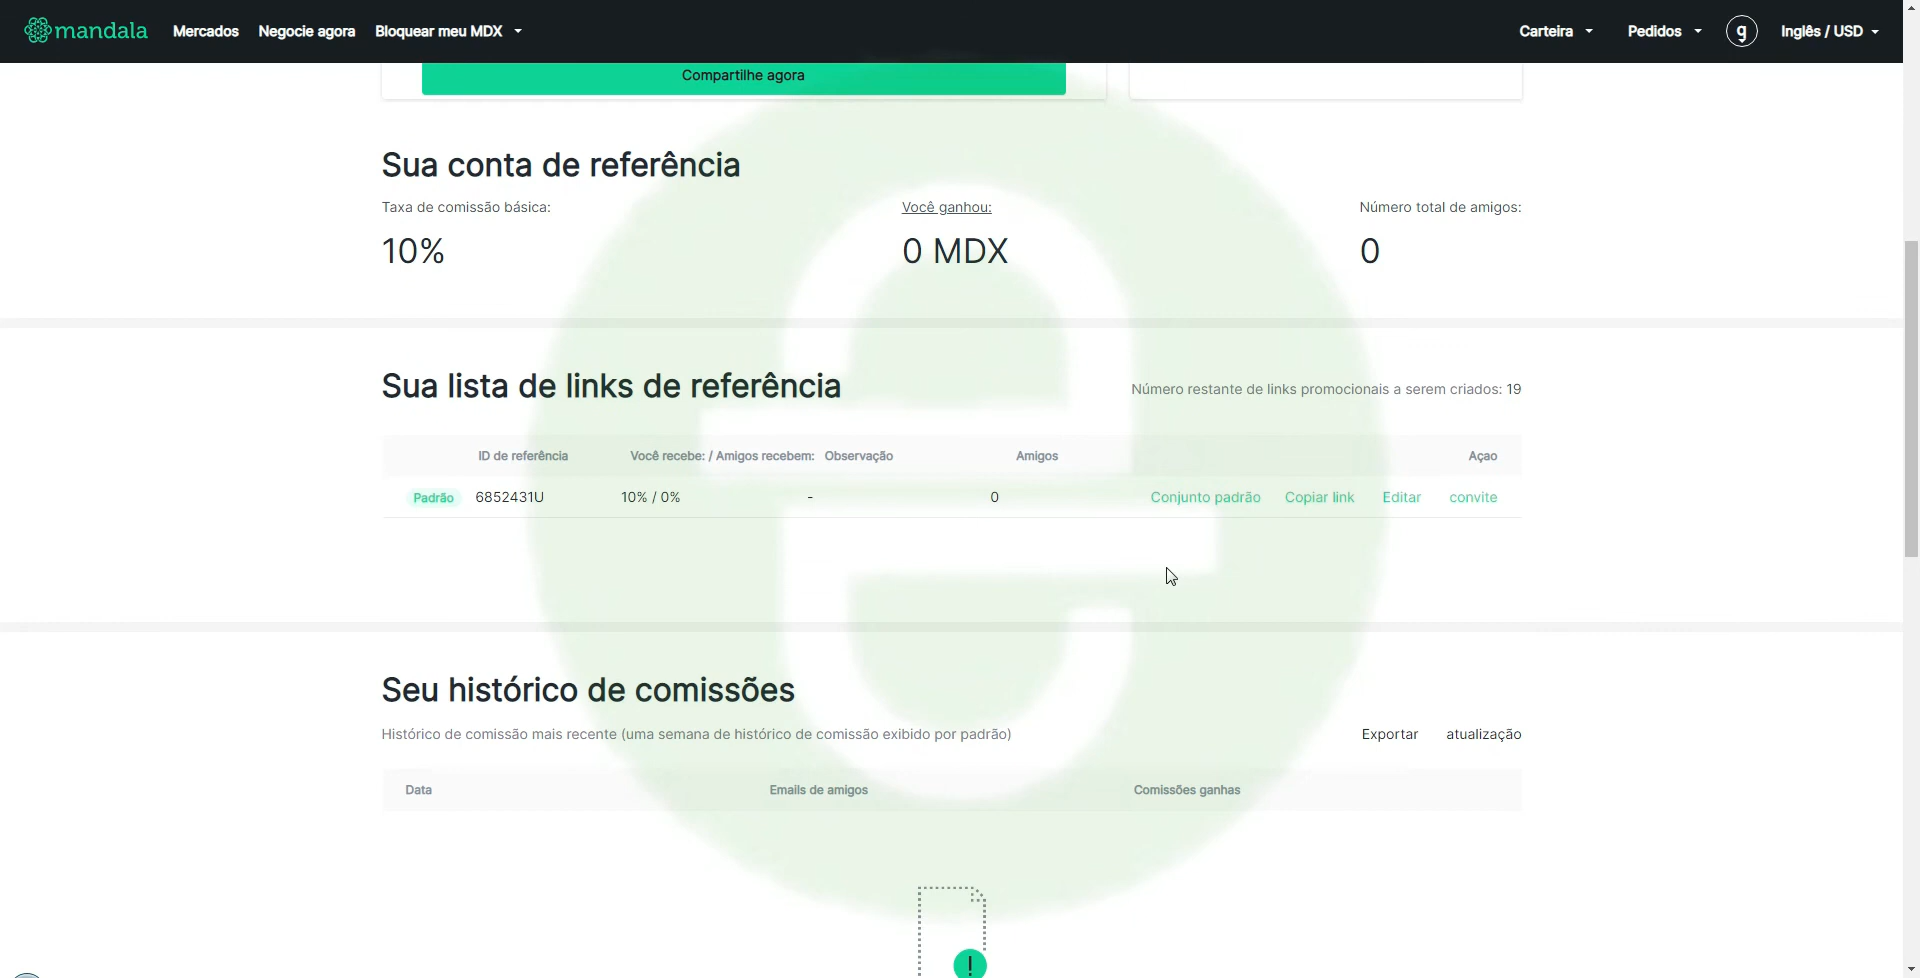 mandala Mercados Negocie agora Bloquear meu MDX Carteira Pedidos g Inglês / USD
Compartilhe agora
Sua conta de referência
Taxa de comissão básica: Você ganhou: Número total de amigos:
10% 0 MDX 0
Sua lista de links de referência Número restante de links promocionais a serem criados: 19
ID de referência Você recebe: / Amigos recebem: Observação Amigos Açao
Padrão 6852431U 10% / 0% - 0 Conjunto padrão Copiar link Editar convite
Seu histórico de comissões
Histórico de comissão mais recente (uma semana de histórico de comissão exibido por padrão) Exportar atualização
Data Emails de amigos Comissões ganhas
!